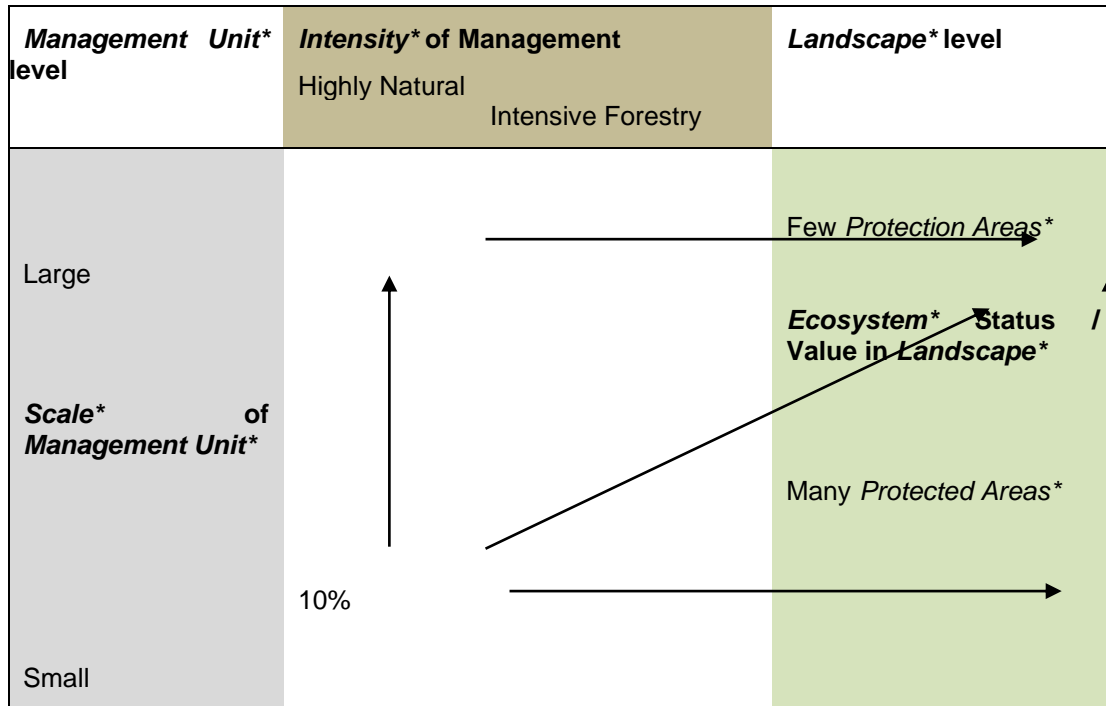 Management Unit*
level
Intensity* of Management
Highly Natural
Intensive Forestry
Landscape* level
Large
Scale* of
Management Unit*
Small
10%
Few Protection Areas*
Ecosystem* Status /
Value in Landscape*
Many Protected Areas*